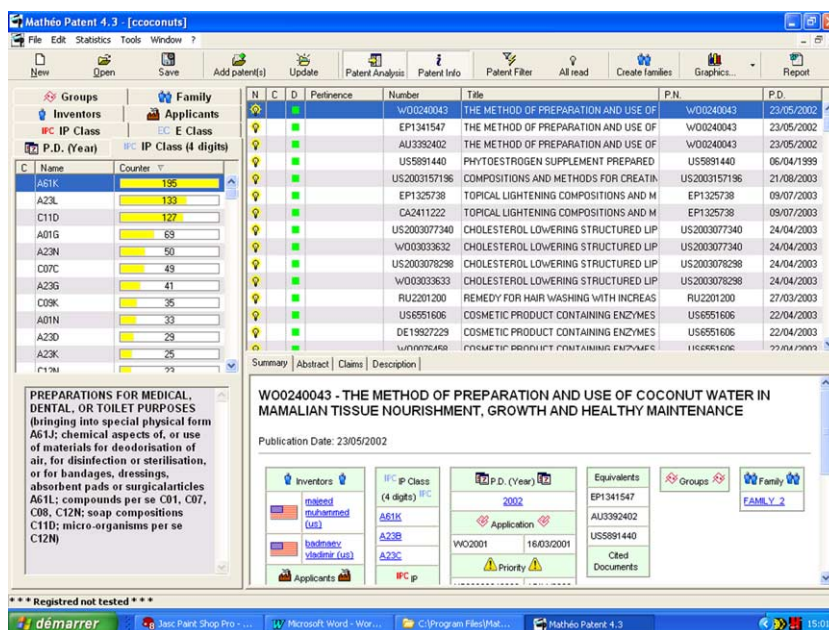 Mathéo Patent 4.3 - [ccoconuts]
File Edit Statistics Tools Window ?
New Open Save Add patent(s) Update Patent Analysis Patent Info Patent Filter All read Create families Graphics... Report
Groups Family
Inventors Applicants
IPC IP Class EC E Class
P.D. (Year) IPC IP Class (4 digits)
C Name Counter
A61K 195
A23L 133
C11D 127
A01G 69
A23N 50
C07C 49
A23G 41
C09K 35
A01N 33
A23D 29
A23K 25
C12N 23
PREPARATIONS FOR MEDICAL,
DENTAL, OR TOILET PURPOSES
(bringing into special physical form
A61J; chemical aspects of, or use
of materials for deodorisation of
air, for disinfection or sterilisation,
or for bandages, dressings,
absorbent pads or surgicalarticles
A61L; compounds per se C01, C07,
C08, C12N; soap compositions
C11D; micro-organisms per se
C12N)
N C D Pertinence Number Title P.N. P.D.
WO0240043 THE METHOD OF PREPARATION AND USE OF WO0240043 23/05/2002
EP1341547 THE METHOD OF PREPARATION AND USE OF WO0240043 23/05/2002
AU3392402 THE METHOD OF PREPARATION AND USE OF WO0240043 23/05/2002
US5891440 PHYTOESTROGEN SUPPLEMENT PREPARED US5891440 06/04/1999
US2003157196 COMPOSITIONS AND METHODS FOR CREATIN US2003157196 21/08/2003
EP1325738 TOPICAL LIGHTENING COMPOSITIONS AND M EP1325738 09/07/2003
CA2411222 TOPICAL LIGHTENING COMPOSITIONS AND M EP1325738 09/07/2003
US2003077340 CHOLESTEROL LOWERING STRUCTURED LIP US2003077340 24/04/2003
WO03033632 CHOLESTEROL LOWERING STRUCTURED LIP US2003077340 24/04/2003
US2003078298 CHOLESTEROL LOWERING STRUCTURED LIP US2003078298 24/04/2003
WO03033633 CHOLESTEROL LOWERING STRUCTURED LIP US2003078298 24/04/2003
RU2201200 REMEDY FOR HAIR WASHING WITH INCREAS RU2201200 27/03/2003
US6551606 COSMETIC PRODUCT CONTAINING ENZYMES US6551606 22/04/2003
DE19927229 COSMETIC PRODUCT CONTAINING ENZYMES US6551606 22/04/2003
WO0076458 COSMETIC PRODUCT CONTAINING ENZYMES US6551606 22/04/2003
Summary Abstract Claims Description
WO0240043 - THE METHOD OF PREPARATION AND USE OF COCONUT WATER IN
MAMALIAN TISSUE NOURISHMENT, GROWTH AND HEALTHY MAINTENANCE
Publication Date: 23/05/2002
Inventors
majeed
muhammed
(us)
badmaev
vladimir (us)
Applicants
IPC IP Class
(4 digits) IPC
A61K
A23B
A23C
IPC IP
P.D. (Year)
2002
Application
WO2001 16/03/2001
Priority
Equivalents
EP1341547
AU3392402
US5891440
Cited
Documents
Groups
Family
FAMILY 2
* * * Registred not tested * * *
démarrer Jasc Paint Shop Pro - ... Microsoft Word - Wor... C:\Program Files\Mat... Mathéo Patent 4.3 15:01